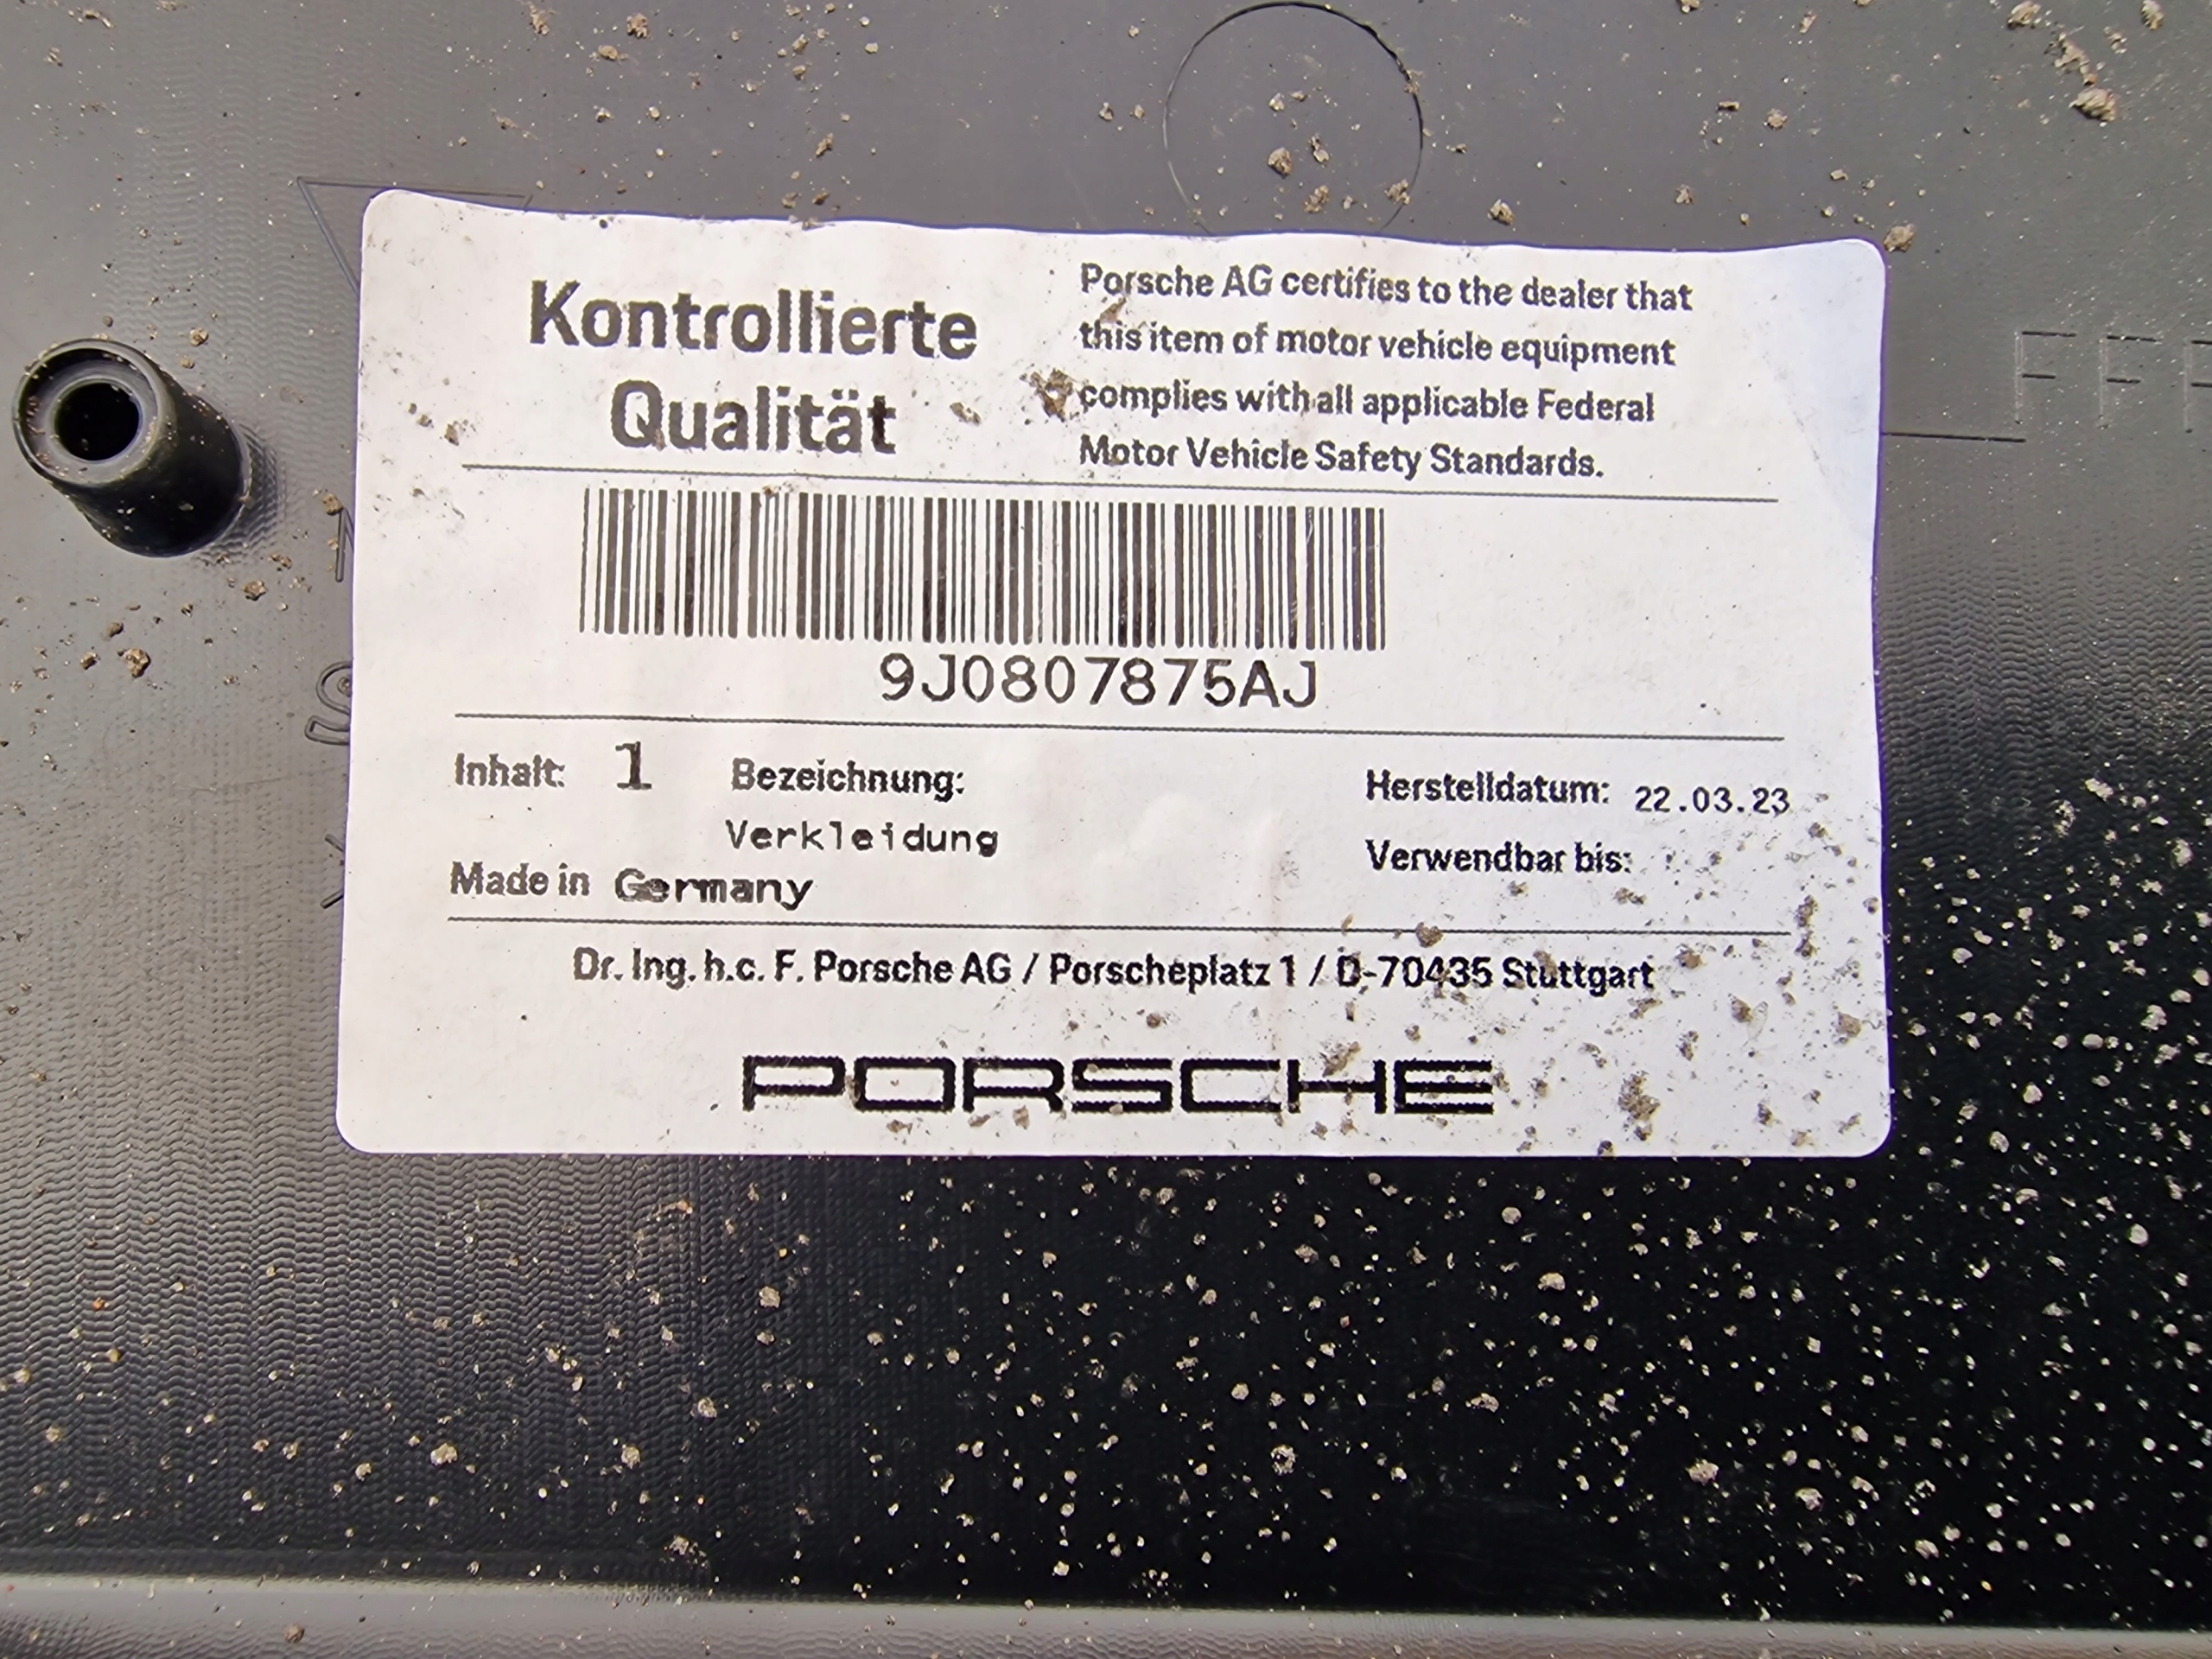 Kontrollierte
Qualität
Porsche AG certifies to the dealer that
this item of motor vehicle equipment
complies with all applicable Federal
Motor Vehicle Safety Standards.
9J0807875AJ
Inhalt: 1
Bezeichnung:
Verkleidung
Made in Germany
Herstelldatum: 22.03.23
Verwendbar bis:
Dr. Ing. h.c. F. Porsche AG / Porscheplatz 1 / D-70435 Stuttgart
PORSCHE